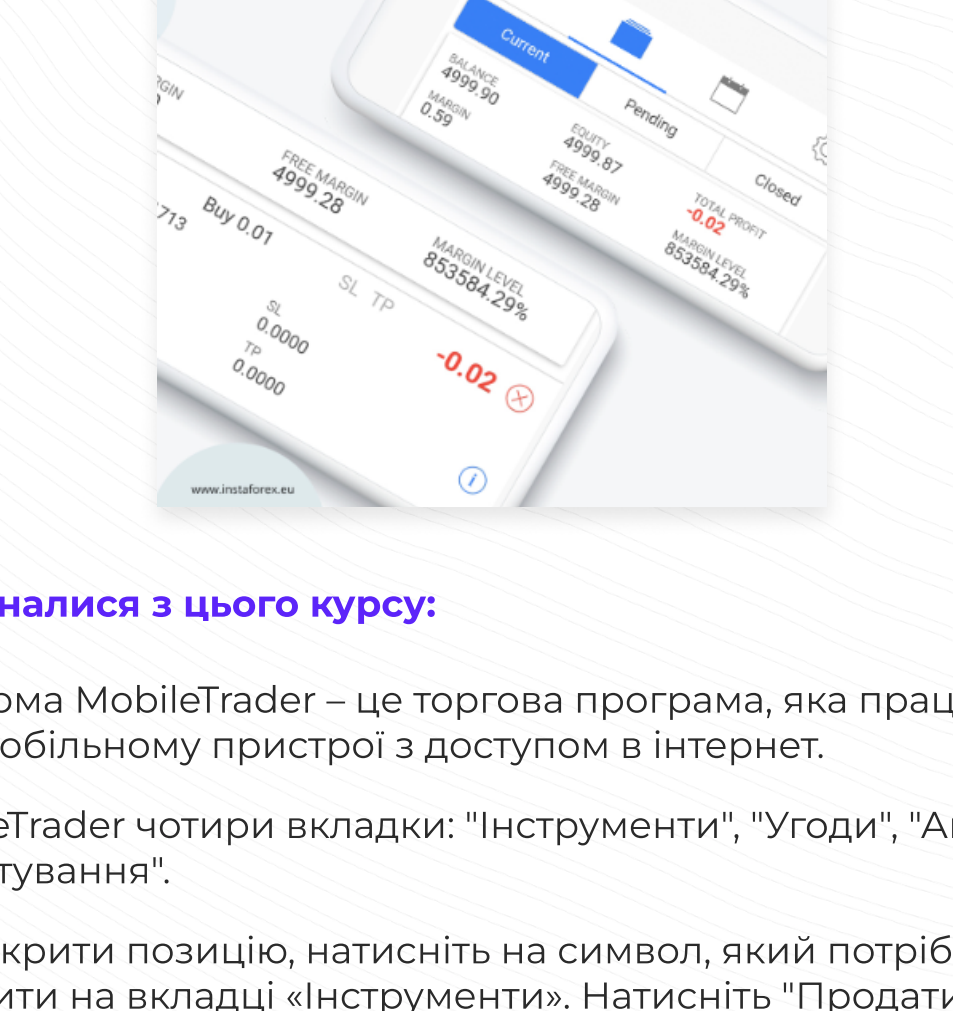 Current
Pending
Closed
BALANCE
4999.90
EQUITY
4999.87
TOTAL PROFIT
-0.02
MARGIN
0.59
FREE MARGIN
4999.28
MARGIN LEVEL
853584.29%
RGIN
FREE MARGIN
4999.28
MARGIN LEVEL
853584.29%
713
Buy 0.01
SL TP
SL
0.0000
TP
0.0000
-0.02
i
www.instaforex.eu
налися з цього курсу:
ома MobileTrader – це торгова програма, яка прац
обільному пристрої з доступом в інтернет.
eTrader чотири вкладки: "Інструменти", "Угоди", "А
тування".
крити позицію, натисніть на символ, який потріб
ити на вкладці «Інструменти». Натисніть "Продати